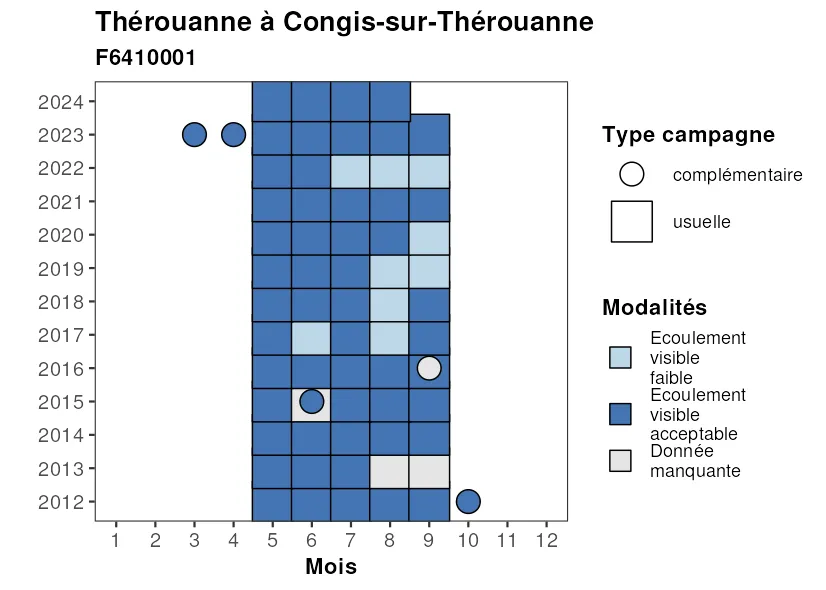 Thérouanne à Congis-sur-Thérouanne
F6410001
2024
2023
2022
2021
2020
2019
2018
2017
2016
2015
2014
2013
2012
1 2 3 4 5 6 7 8 9 10 11 12
Mois
Type campagne
complémentaire
usuelle
Modalités
Ecoulement
visible
faible
Ecoulement
visible
acceptable
Donnée
manquante